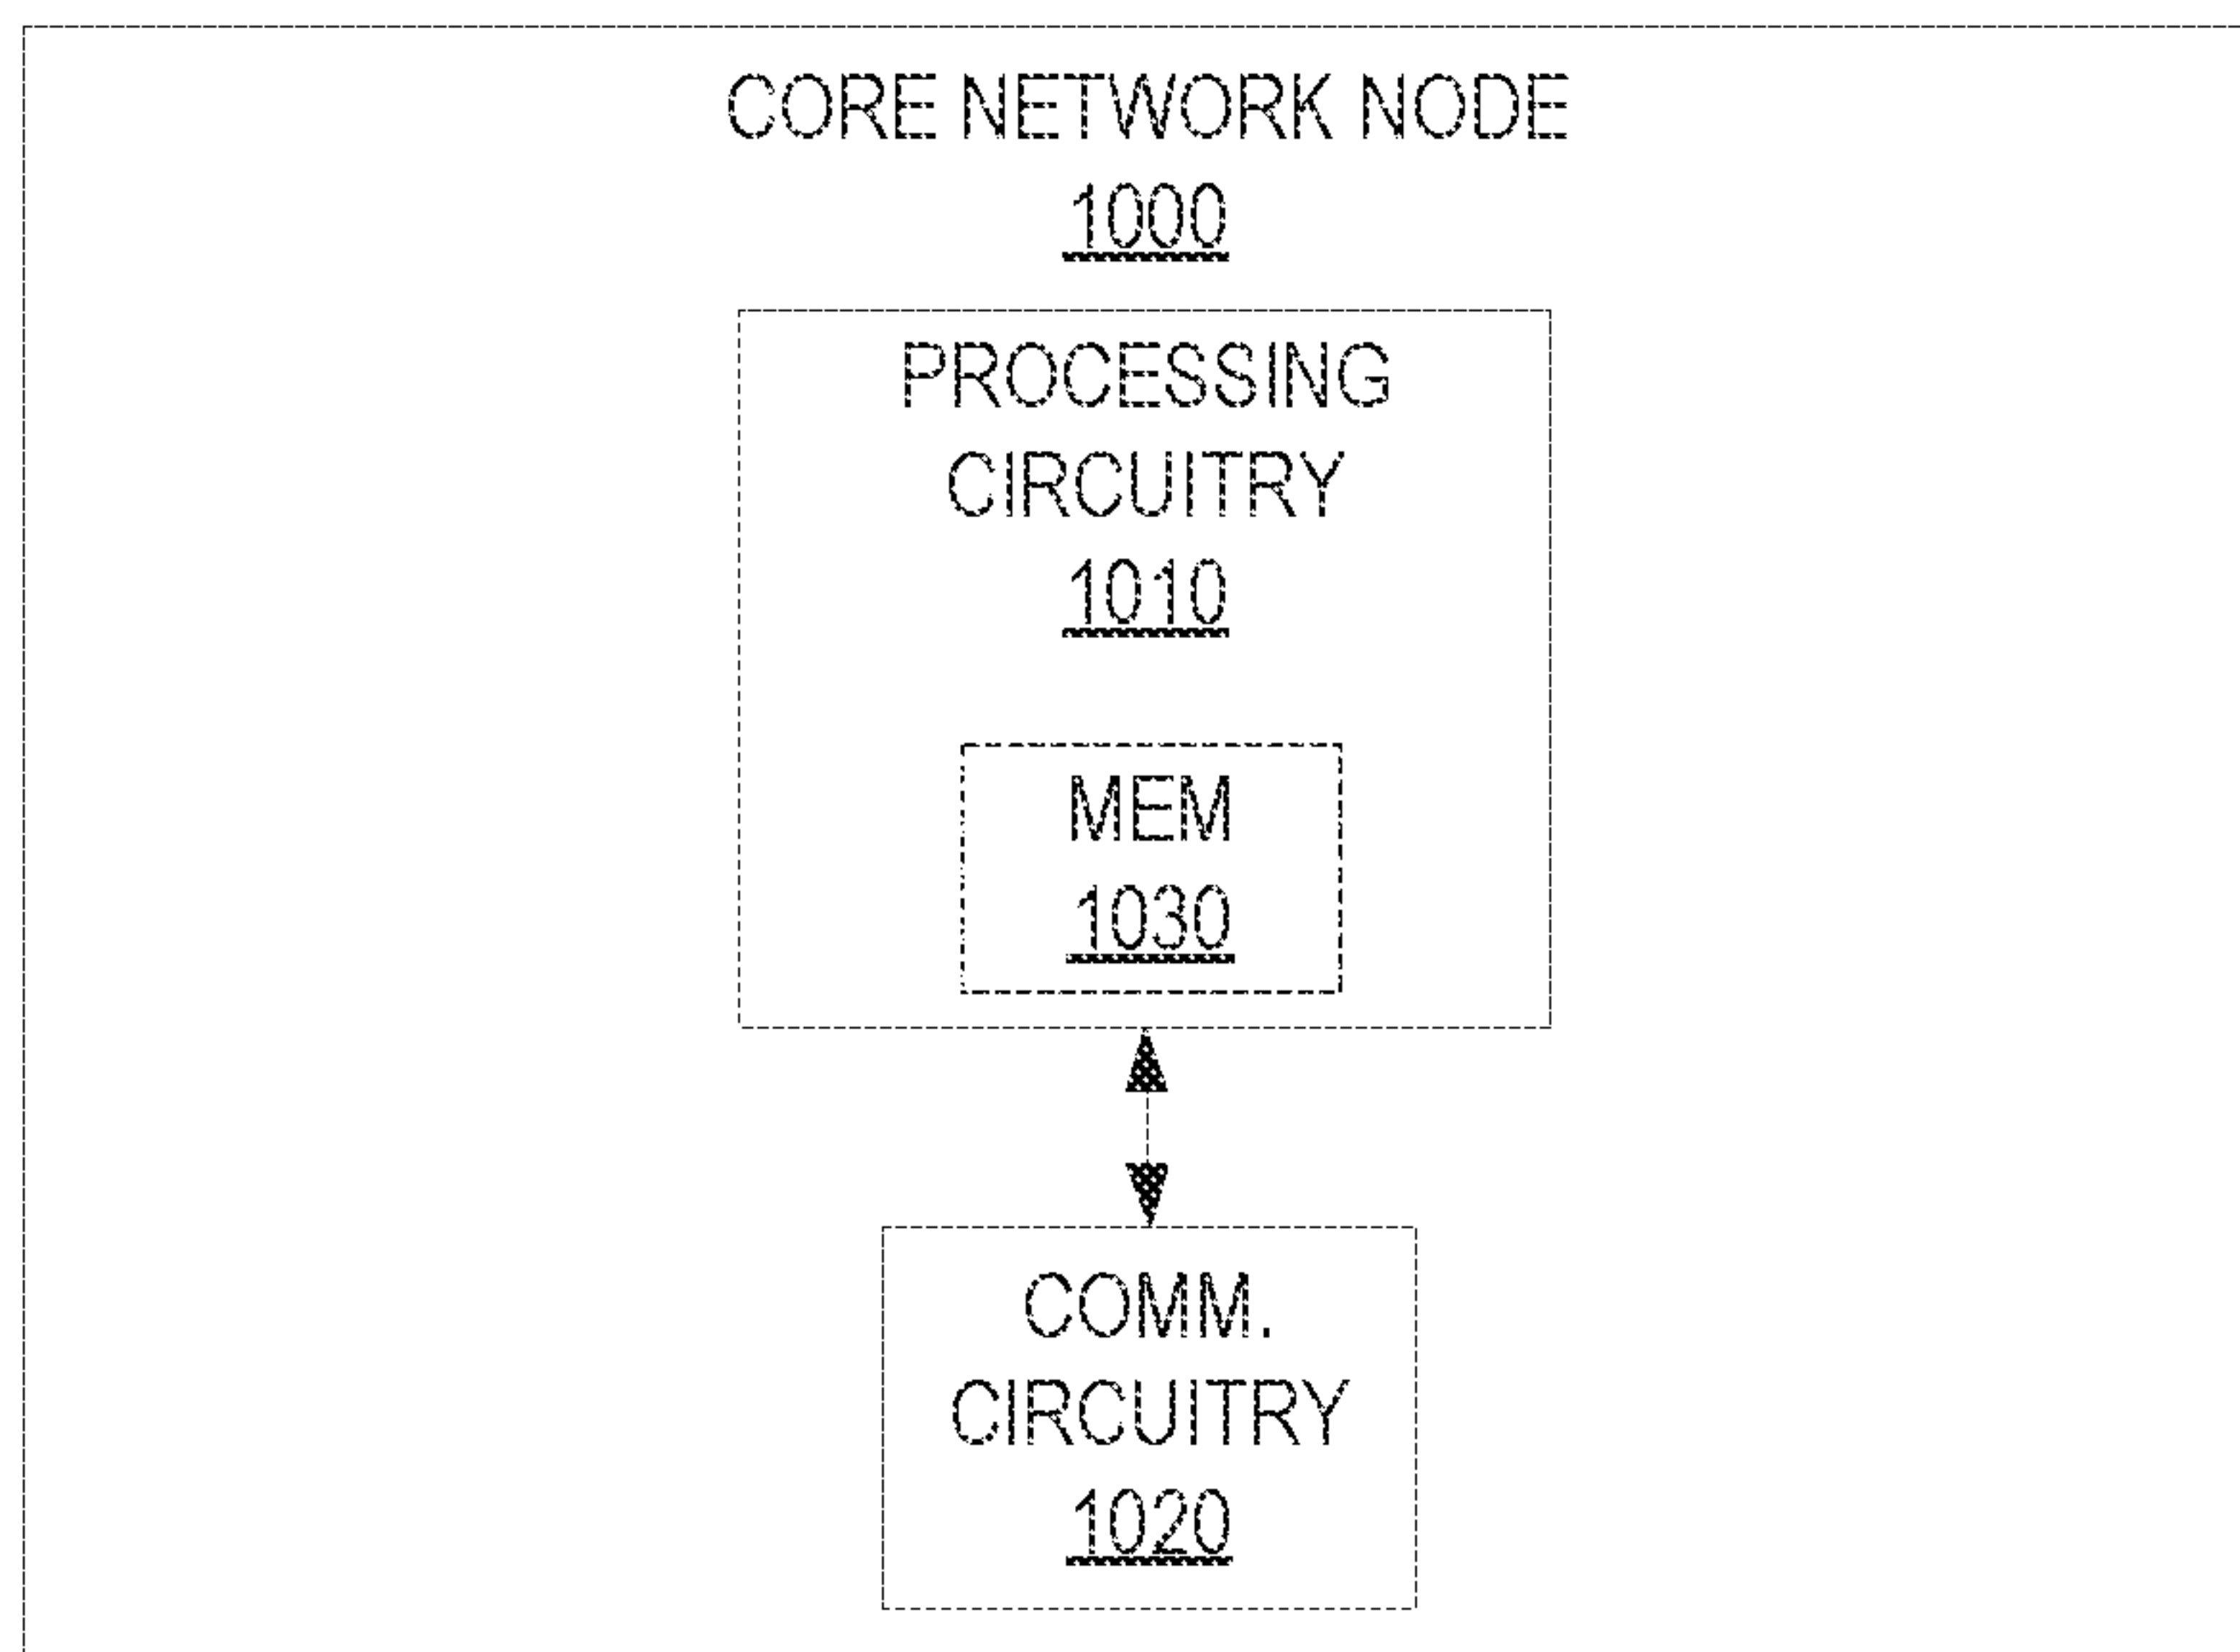 CORE NETWORK NODE
1000
PROCESSING
CIRCUITRY
1010
MEM
1030
COMM.
CIRCUITRY
1020